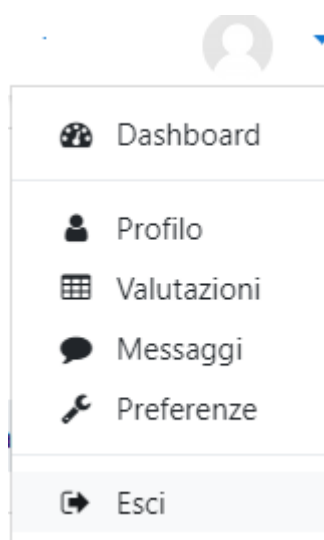 Dashboard
Profilo
Valutazioni
Messaggi
Preferenze
Esci